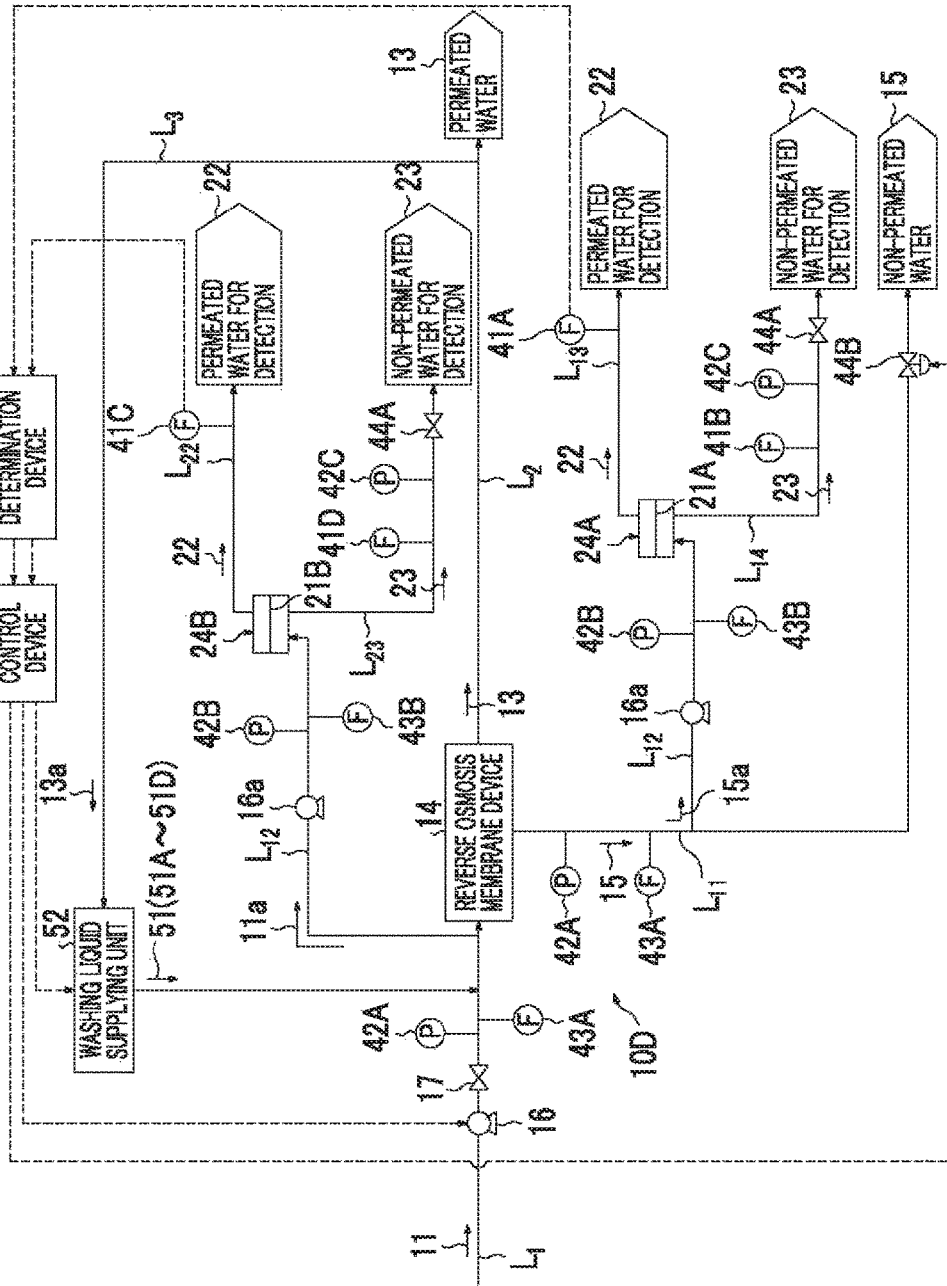 DETERMINATION
DEVICE
CONTROL
DEVICE
13
PERMEATED
WATER
L3
22
PERMEATED
WATER FOR
DETECTION
23
NON-PERMEATED
WATER FOR
DETECTION
41C
F
L22
22
44A
42C
P
41D
F
23
21B
24B
L23
42B
P
F
43B
16a
L12
11a
13a
52
WASHING LIQUID
SUPPLYING UNIT
51(51A~51D)
L2
13
14
REVERSE OSMOSIS
MEMBRANE DEVICE
42A
P
F
43A
17
16
11
L1
10D
22
PERMEATED
WATER FOR
DETECTION
23
NON-PERMEATED
WATER FOR
DETECTION
15
NON-PERMEATED
WATER
41A
F
L13
22
44A
44B
42C
P
41B
F
23
21A
24A
L14
42B
P
F
43B
16a
L12
15a
15
P
42A
F
43A
L11